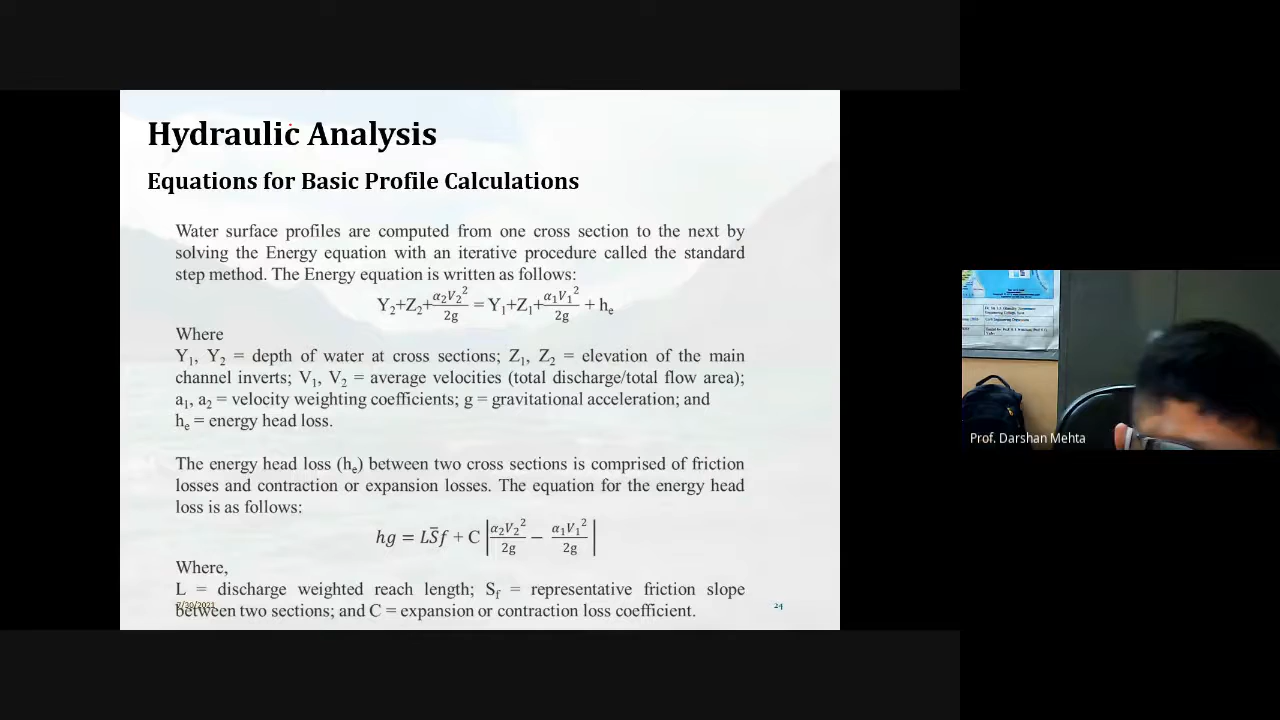 Hydraulic Analysis
Equations for Basic Profile Calculations
Water surface profiles are computed from one cross section to the next by
solving the Energy equation with an iterative procedure called the standard
step method. The Energy equation is written as follows:
Y₂+Z₂+α₂V₂²/2g = Y₁+Z₁+α₁V₁²/2g + hₑ
Where
Y₁, Y₂ = depth of water at cross sections; Z₁, Z₂ = elevation of the main
channel inverts; V₁, V₂ = average velocities (total discharge/total flow area);
a₁, a₂ = velocity weighting coefficients; g = gravitational acceleration; and
hₑ = energy head loss.
The energy head loss (hₑ) between two cross sections is comprised of friction
losses and contraction or expansion losses. The equation for the energy head
loss is as follows:
hg = LS̅f + C |α₂V₂²/2g − α₁V₁²/2g|
Where,
L = discharge weighted reach length; S_f = representative friction slope
between two sections; and C = expansion or contraction loss coefficient.
24
Prof. Darshan Mehta